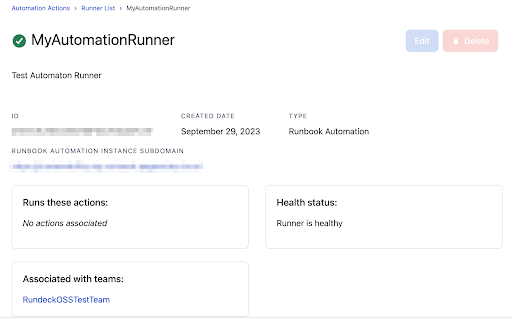 Automation Actions › Runner List › MyAutomationRunner
MyAutomationRunner
Edit
Delete
Test Automaton Runner
ID CREATED DATE TYPE
September 29, 2023 Runbook Automation
RUNBOOK AUTOMATION INSTANCE SUBDOMAIN
Runs these actions: Health status:
No actions associated Runner is healthy
Associated with teams:
RundeckOSSTestTeam